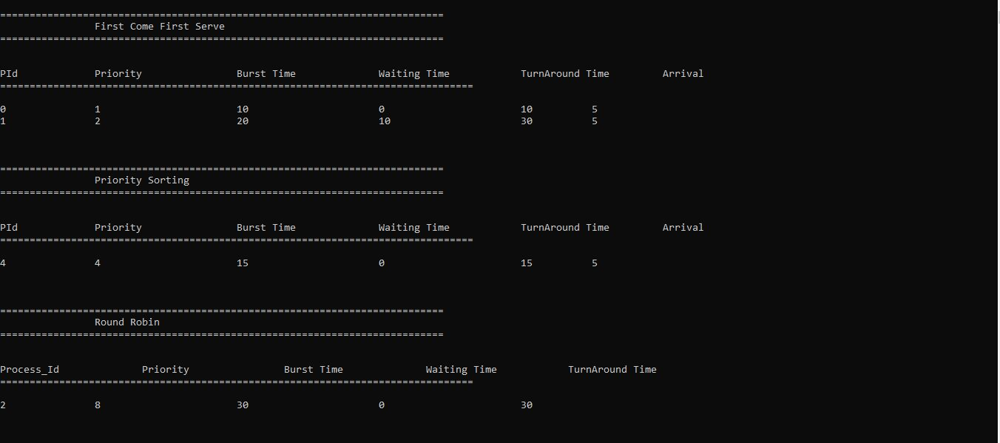 ===========================================================================
First Come First Serve
===========================================================================
PId Priority Burst Time Waiting Time TurnAround Time Arrival
================================================================================
0 1 10 0 10 5
1 2 20 10 30 5
===========================================================================
Priority Sorting
===========================================================================
PId Priority Burst Time Waiting Time TurnAround Time Arrival
================================================================================
4 4 15 0 15 5
===========================================================================
Round Robin
===========================================================================
Process_Id Priority Burst Time Waiting Time TurnAround Time
================================================================================
2 8 30 0 30